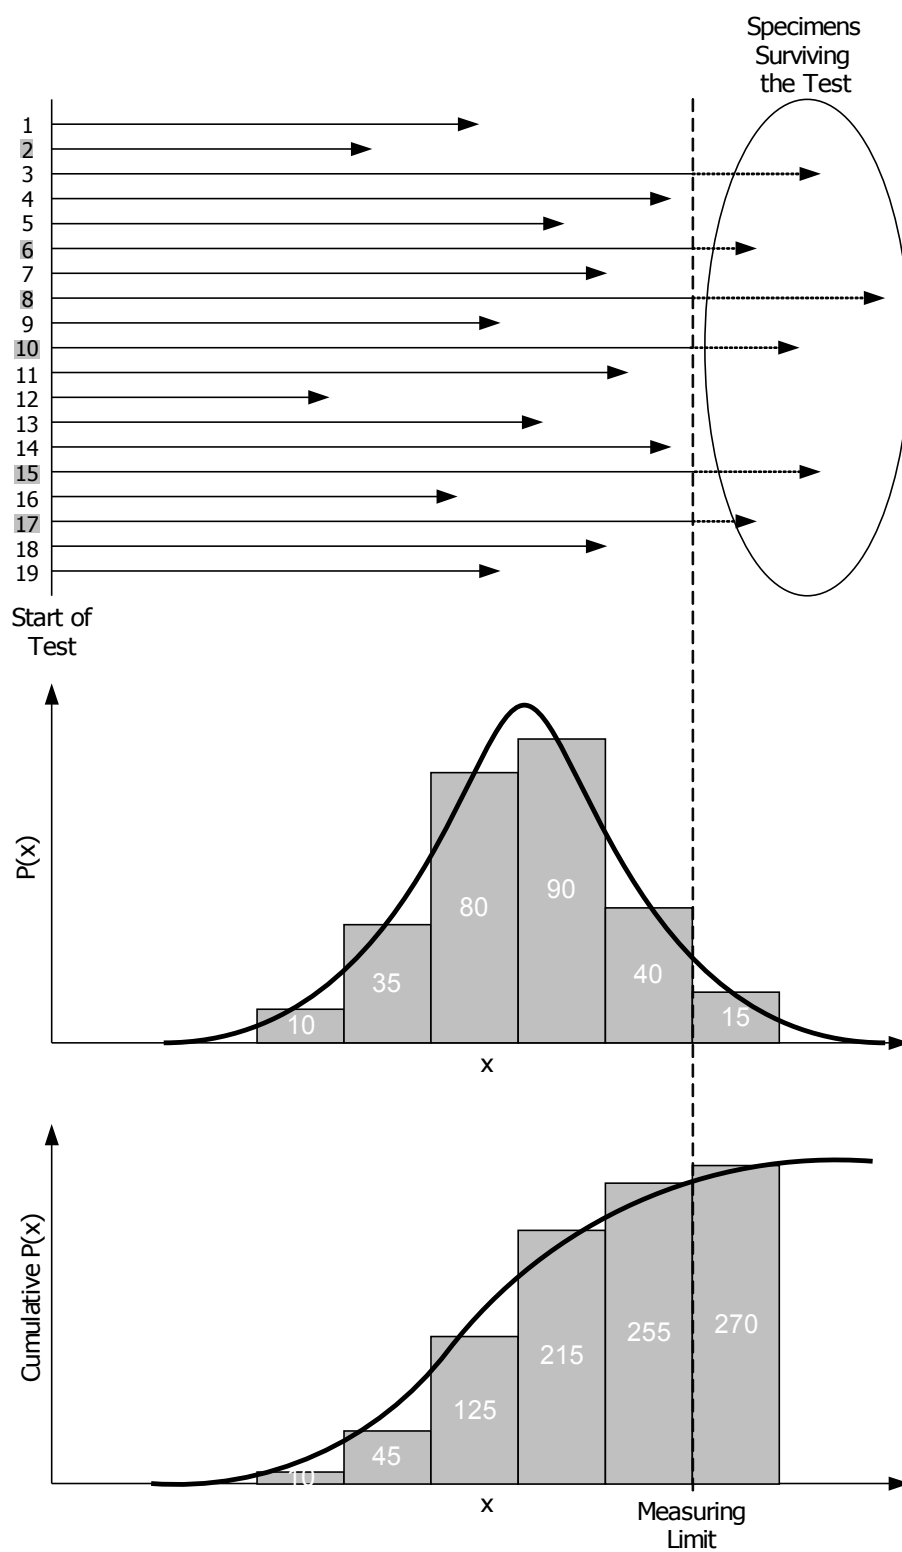 Specimens
Surviving
the Test
1
2
3
4
5
6
7
8
9
10
11
12
13
14
15
16
17
18
19
Start of
Test
P(x)
10
35
80
90
40
15
x
Cumulative P(x)
10
45
125
215
255
270
x
Measuring
Limit